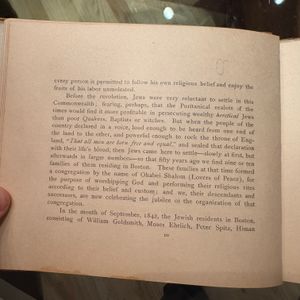 every person is permitted to follow his own religious belief and enjoy the
fruits of his labor unmolested.
Before the revolution, Jews were very reluctant to settle in this
Commonwealth; fearing, perhaps, that the Puritanical zealots of the
times would find it more profitable in persecuting wealthy heretical Jews
than poor Quakers, Baptists or witches. But when the people of the
country declared in a voice, loud enough to be heard from one end of
the land to the other, and powerful enough to rock the throne of Eng-
land, "That all men are born free and equal," and sealed that declaration
with their life's blood; then Jews came here to settle—slowly at first, but
afterwards in larger numbers—so that fifty years ago we find nine or ten
families of them residing in Boston. These families at that time formed
a congregation by the name of Ohabei Shalom (Lovers of Peace), for
the purpose of worshipping God and performing their religious rites
according to their belief and custom; and we, their descendants and
successors, are now celebrating the jubilee of the organization of that
congregation.
In the month of September, 1842, the Jewish residents in Boston,
consisting of William Goldsmith, Moses Ehrlich, Peter Spitz, Himan
10